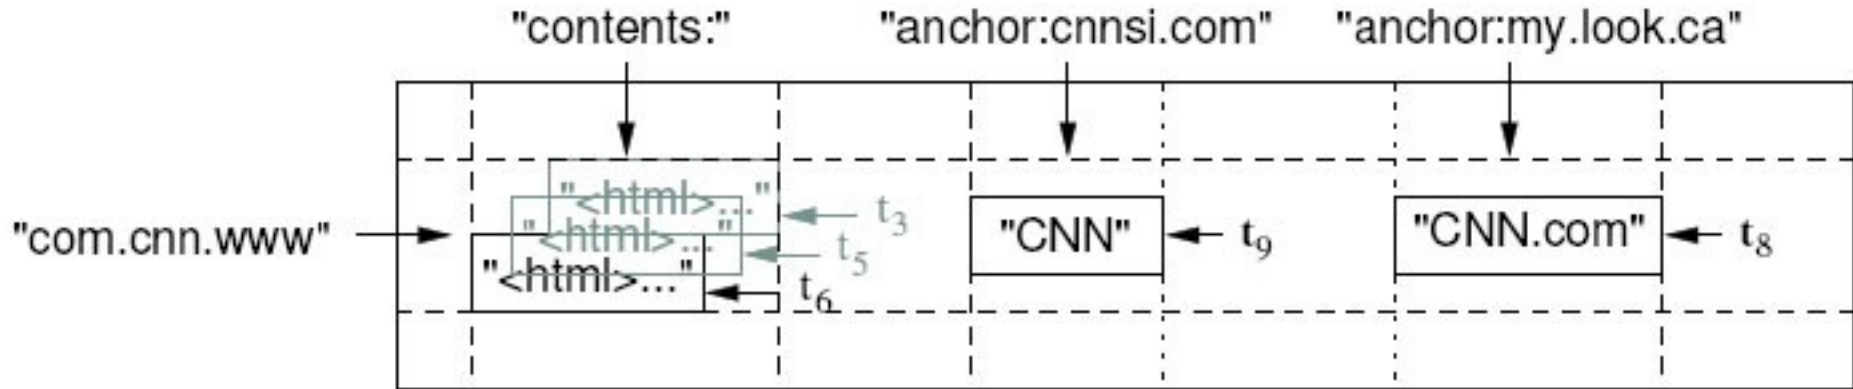 "contents:" "anchor:cnnsi.com" "anchor:my.look.ca"
"<html>..." t3
"com.cnn.www" "<html>..." t5 "CNN" t9 "CNN.com" t8
"<html>..." t6